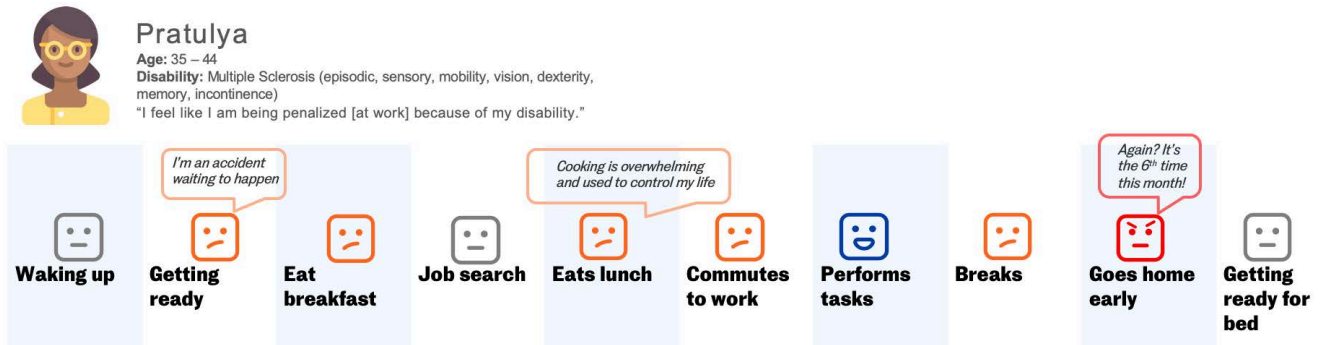 Pratulya
Age: 35 – 44
Disability: Multiple Sclerosis (episodic, sensory, mobility, vision, dexterity,
memory, incontinence)
“I feel like I am being penalized [at work] because of my disability.”
I’m an accident
waiting to happen
Cooking is overwhelming
and used to control my life
Again? It’s
the 6th time
this month!
Waking up
Getting
ready
Eat
breakfast
Job search
Eats lunch
Commutes
to work
Performs
tasks
Breaks
Goes home
early
Getting
ready for
bed